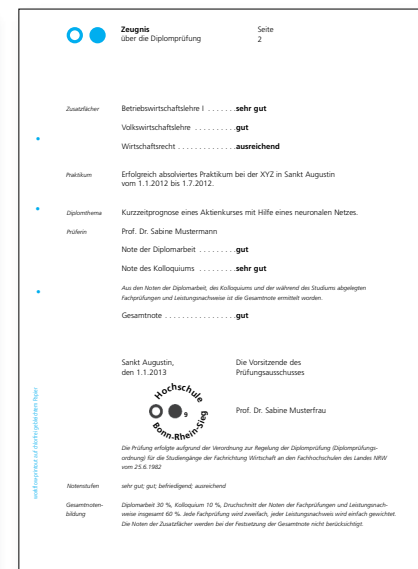 Zeugnis
über die Diplomprüfung
Seite
2
Zusatzfächer
Betriebswirtschaftslehre I . . . . . . .sehr gut
Volkswirtschaftslehre . . . . . . . . . .gut
Wirtschaftsrecht . . . . . . . . . . . . . .ausreichend
Praktikum
Erfolgreich absolviertes Praktikum bei der XYZ in Sankt Augustin
vom 1.1.2012 bis 1.7.2012.
Diplomthema
Kurzzeitprognose eines Aktienkurses mit Hilfe eines neuronalen Netzes.
Prüferin
Prof. Dr. Sabine Mustermann
Note der Diplomarbeit . . . . . . . . .gut
Note des Kolloquiums . . . . . . . . .sehr gut
Aus den Noten der Diplomarbeit, des Kolloquiums und der während des Studiums abgelegten
Fachprüfungen und Leistungsnachweise ist die Gesamtnote ermittelt worden.
Gesamtnote . . . . . . . . . . . . . . . . .gut
Sankt Augustin,
den 1.1.2013
Die Vorsitzende des
Prüfungsausschusses
Hochschule
9
Bonn-Rhein-Sieg
Prof. Dr. Sabine Musterfrau
Die Prüfung erfolgte aufgrund der Verordnung zur Regelung der Diplomprüfung (Diplomprüfungs-
ordnung) für die Studiengänge der Fachrichtung Wirtschaft an den Fachhochschulen des Landes NRW
vom 25.6.1982
Notenstufen
sehr gut; gut; befriedigend; ausreichend
Gesamtnoten-
bildung
Diplomarbeit 30 %, Kolloquium 10 %, Druchschnitt der Noten der Fachprüfungen und Leistungsnach-
weise insgesamt 60 %. Jede Fachprüfung wird zweifach, jeder Leistungsnachweis wird einfach gewichtet.
Die Noten der Zusatzfächer werden bei der Festsetzung der Gesamtnote nicht berücksichtigt.
auf chlorfrei gebleichtem Papier